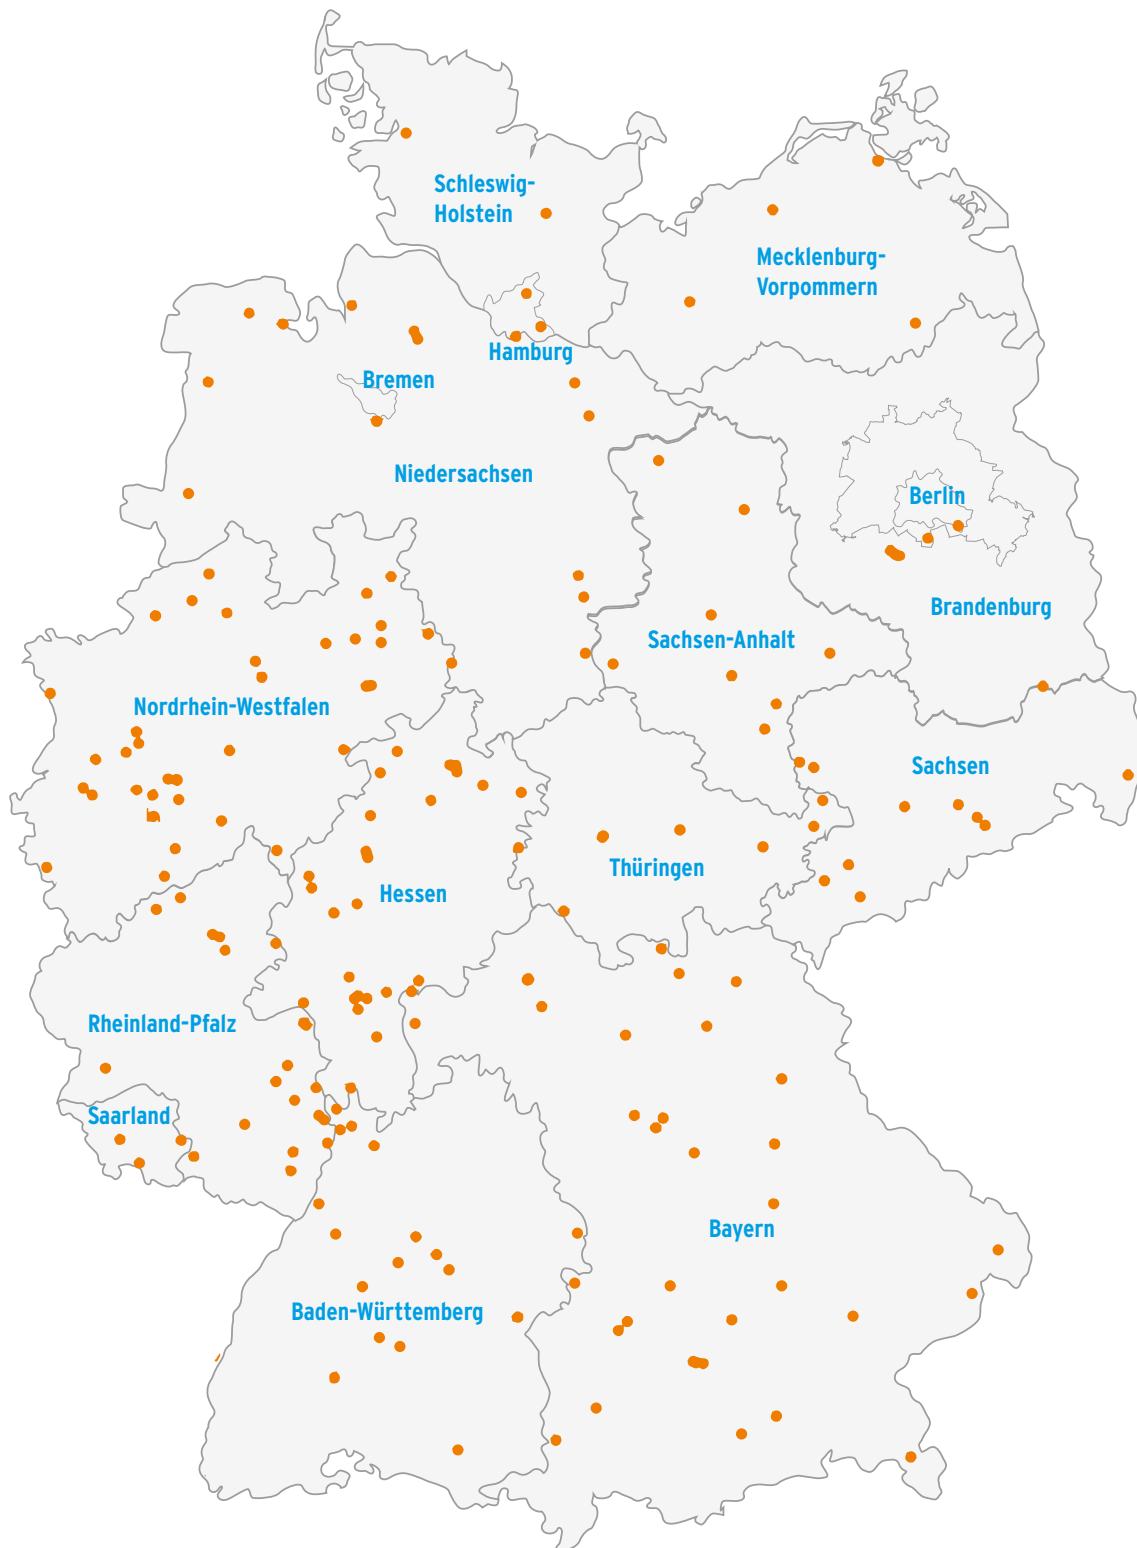 Schleswig-
Holstein
Mecklenburg-
Vorpommern
Hamburg
Bremen
Niedersachsen
Berlin
Brandenburg
Sachsen-Anhalt
Nordrhein-Westfalen
Sachsen
Thüringen
Hessen
Rheinland-Pfalz
Saarland
Bayern
Baden-Württemberg